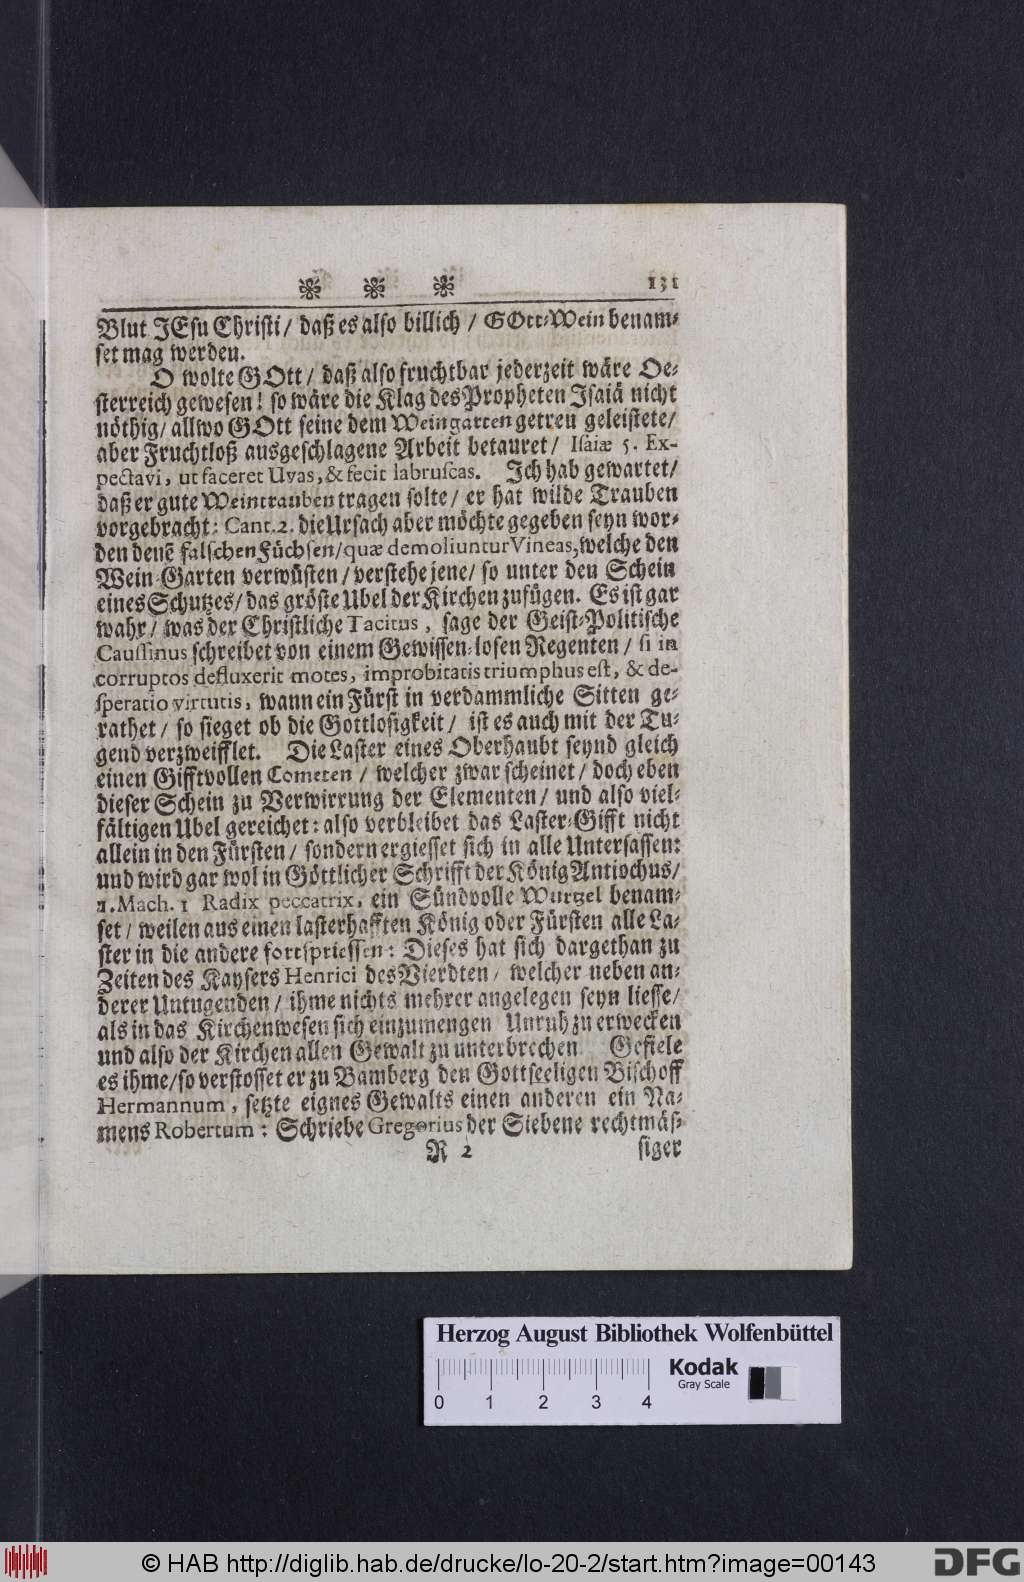 131
Blut JEsu Christi / daß es also billich / GOtt-Wein benam-
set mag werden.
O wolte GOtt / daß also fruchtbar jederzeit wäre Oe-
sterreich gewesen! so wäre die Klag des Propheten Isaiä nicht
nöthig / allwo GOtt seine dem Weingarten getreu geleistete /
aber Fruchtloß ausgeschlagene Arbeit betauret / Isaiæ 5. Ex-
pectavi, ut faceret Uvas, & fecit labruscas. Ich hab gewartet /
daß er gute Weintrauben tragen solte / er hat wilde Trauben
vorgebracht: Cant. 2. die Ursach aber möchte gegeben seyn wor-
den denē falschen Füchsen / quæ demoliuntur Vineas, welche den
Wein-Garten verwüsten / verstehe jene / so unter den Schein
eines Schutzes / das gröste Ubel der Kirchen zufügen. Es ist gar
wahr / was der Christliche Tacitus, sage der Geist-Politische
Caussinus schreibet von einem Gewissen-losen Regenten / si in
corruptos defluxerit mores, improbitatis triumphus est, & de-
speratio virtutis, wann ein Fürst in verdammliche Sitten ge-
rathet / so sieget ob die Gottlosigkeit / ist es auch mit der Tu-
gend verzweifflet. Die Laster eines Oberhaubt seynd gleich
einen Gifftvollen Cometen / welcher zwar scheinet / doch eben
dieser Schein zu Verwirrung der Elementen / und also viel-
fältigen Ubel gereichet: also verbleibet das Laster-Gifft nicht
allein in den Fürsten / sondern ergiesset sich in alle Untersassen:
und wird gar wol in Göttlicher Schrifft der König Antiochus /
1. Mach. 1 Radix peccatrix, ein Sündvolle Wurtzel benam-
set / weilen aus einen lasterhafften König oder Fürsten alle La-
ster in die andere fortspriessen: Dieses hat sich dargethan zu
Zeiten des Kaysers Henrici des Vierdten / welcher neben an-
derer Untugenden / ihme nichts mehrer angelegen seyn liesse /
als in das Kirchenwesen sich einzumengen Unruh zu erwecken
und also der Kirchen allen Gewalt zu unterbrechen Gefiele
es ihme / so verstosset er zu Bamberg den Gottseeligen Bischoff
Hermannum, setzte eignes Gewalts einen anderen ein Na-
mens Robertum: Schriebe Gregorius der Siebene rechtmäs-
R 2 siger
Herzog August Bibliothek Wolfenbüttel
Kodak
Gray Scale
0 1 2 3 4
© HAB http://diglib.hab.de/drucke/lo-20-2/start.htm?image=00143
DFG